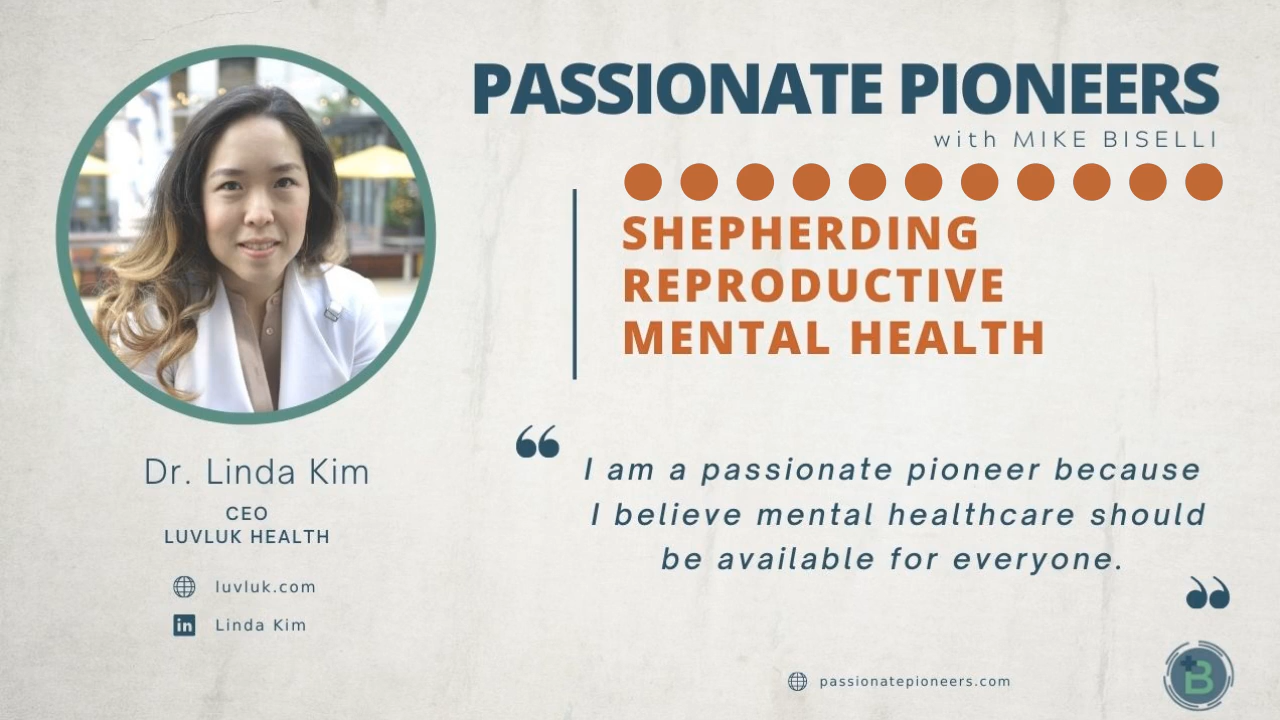 PASSIONATE PIONEERS
with MIKE BISELLI
SHEPHERDING
REPRODUCTIVE
MENTAL HEALTH
Dr. Linda Kim
CEO
LUVLUK HEALTH
luvluk.com
in
Linda Kim
“
I am a passionate pioneer because
I believe mental healthcare should
be available for everyone.
”
passionatepioneers.com
B